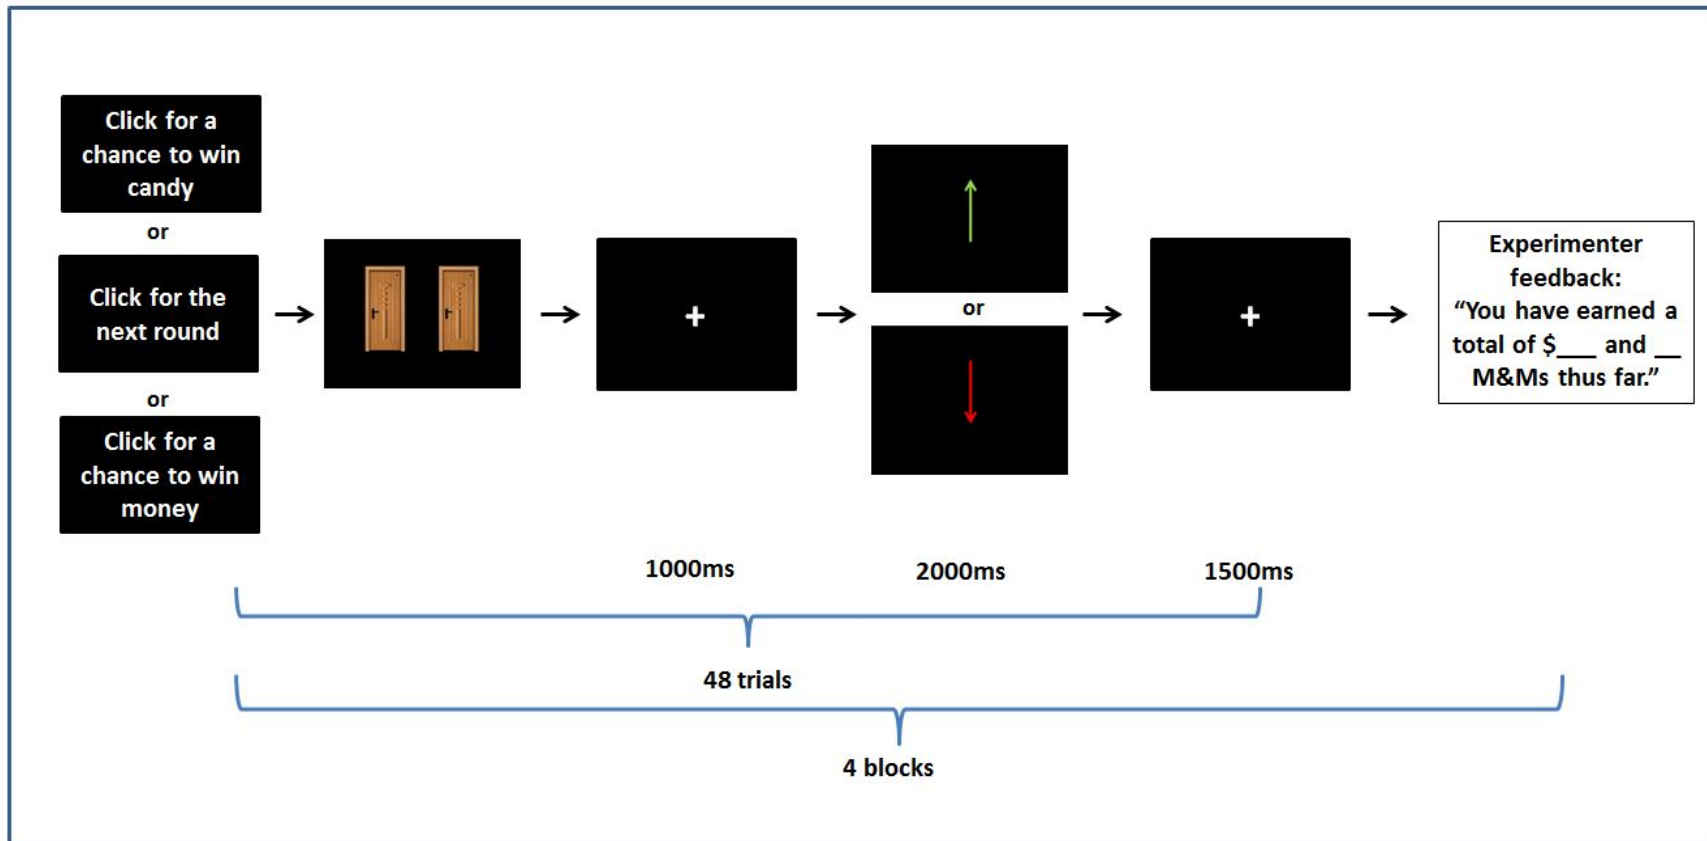 Click for a
chance to win
candy
or
Click for the
next round
or
Click for a
chance to win
money
+
or
+
Experimenter
feedback:
“You have earned a
total of $___ and __
M&Ms thus far.”
1000ms
2000ms
1500ms
48 trials
4 blocks